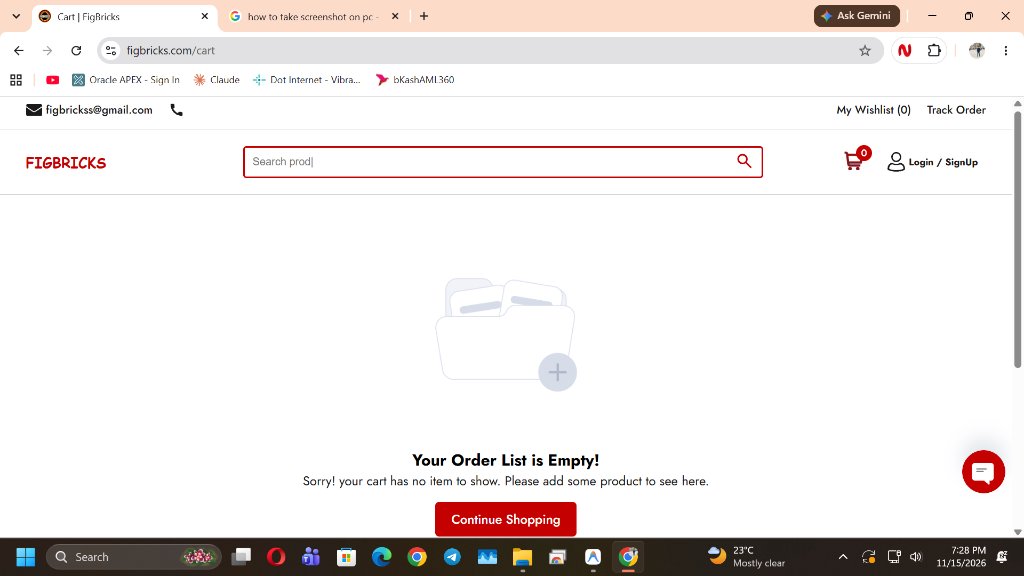 Cart | FigBricks
how to take screenshot on pc -
Ask Gemini
figbricks.com/cart
Oracle APEX - Sign In
Claude
Dot Internet - Vibra...
bKashAML360
figbrickss@gmail.com
My Wishlist (0)
Track Order
FIGBRICKS
Search prod|
0
Login / SignUp
Your Order List is Empty!
Sorry! your cart has no item to show. Please add some product to see here.
Continue Shopping
Search
23°C
Mostly clear
7:28 PM
11/15/2026